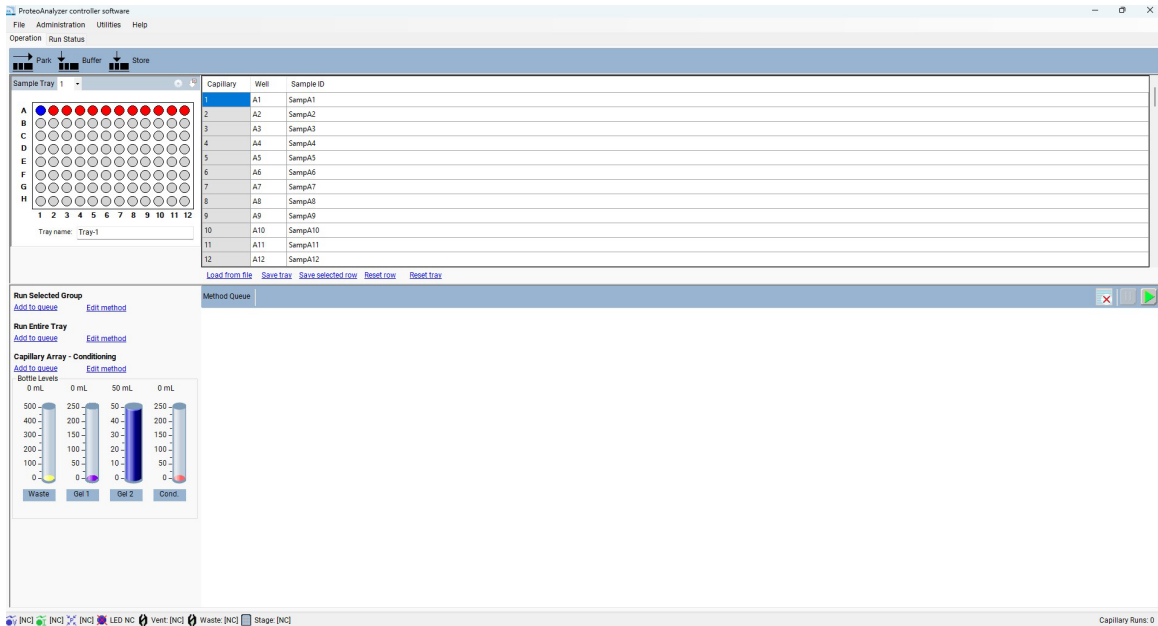 ProteoAnalyzer controller software
File Administration Utilities Help
Operation Run Status
Park Buffer Store
Sample Tray 1
Capillary Well Sample ID
1 A1 SampA1
2 A2 SampA2
3 A3 SampA3
4 A4 SampA4
5 A5 SampA5
6 A6 SampA6
7 A7 SampA7
8 A8 SampA8
9 A9 SampA9
10 A10 SampA10
11 A11 SampA11
12 A12 SampA12
A
B
C
D
E
F
G
H
1 2 3 4 5 6 7 8 9 10 11 12
Tray name: Tray-1
Load from file Save tray Save selected row Reset row Reset tray
Run Selected Group
Add to queue Edit method
Run Entire Tray
Add to queue Edit method
Capillary Array - Conditioning
Add to queue Edit method
Method Queue
Bottle Levels
0 mL 0 mL 50 mL 0 mL
500 250 50 250
400 200 40 200
300 150 30 150
200 100 20 100
100 50 10 50
0 0 0 0
Waste Gel 1 Gel 2 Cond.
[NC] [NC] [NC] LED NC Vent: [NC] Waste: [NC] Stage: [NC]
Capillary Runs: 0